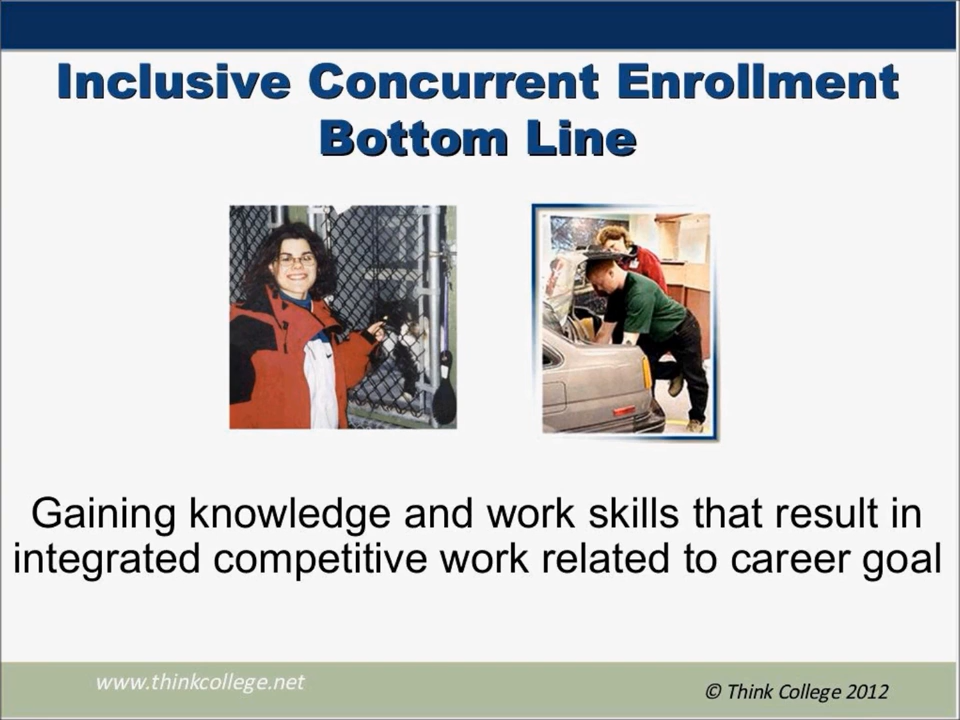 Inclusive Concurrent Enrollment
Bottom Line
Gaining knowledge and work skills that result in
integrated competitive work related to career goal
www.thinkcollege.net
© Think College 2012